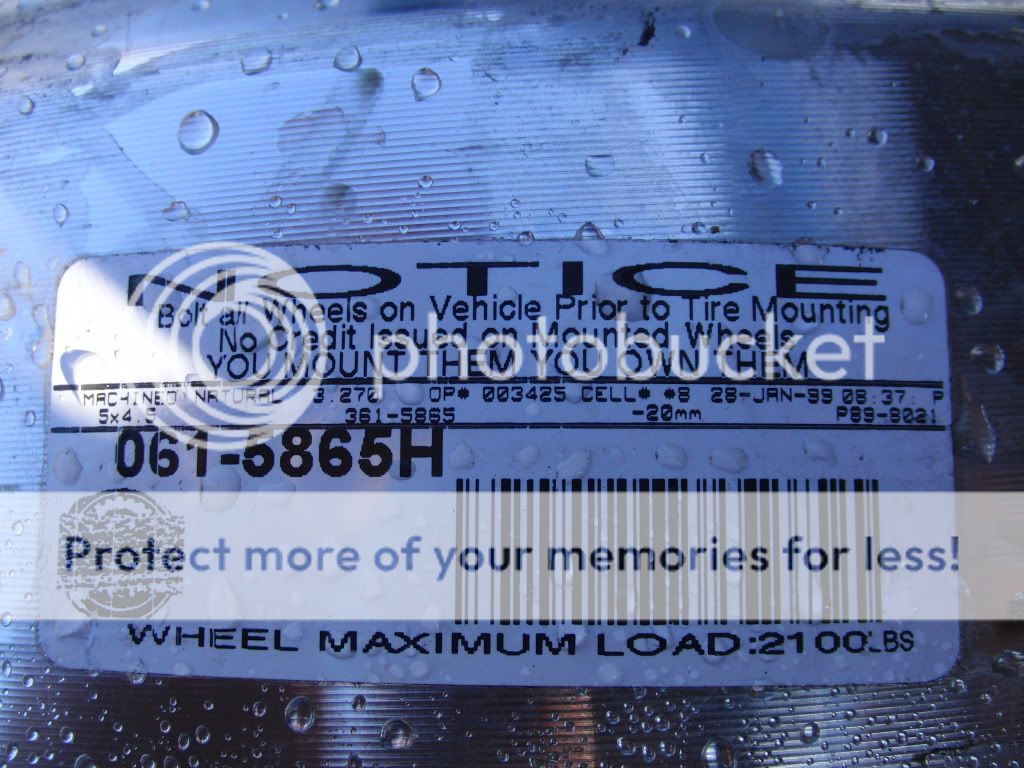 NOTICE
Bolt all Wheels on Vehicle Prior to Tire Mounting
No Credit Issued on Mounted Wheels
YOU MOUNT THEM YOU OWN THEM
photobucket
MACHINED NATURAL 3.270 OP# 003425 CELL# #8 28-JAN-99 08:37: P
5x4.5 361-5865 -20mm P89-8021
061-5865H
Protect more of your memories for less!
WHEEL MAXIMUM LOAD:2100LBS